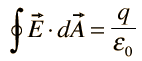 ∮E⃗ · dA⃗ = q/ε₀